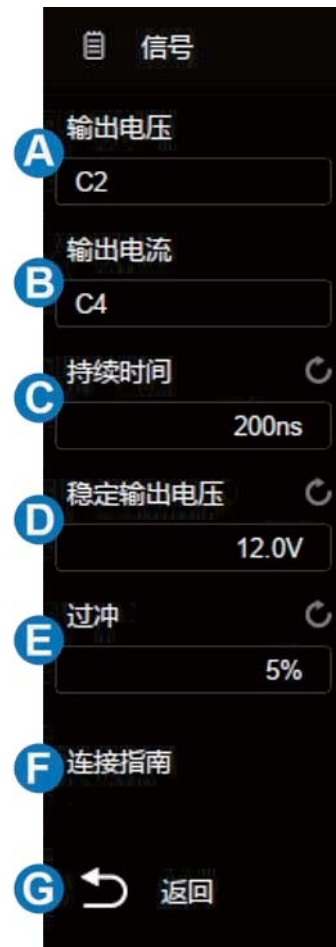 信号
A 输出电压
C2
B 输出电流
C4
C 持续时间
200ns
D 稳定输出电压
12.0V
E 过冲
5%
F 连接指南
G 返回